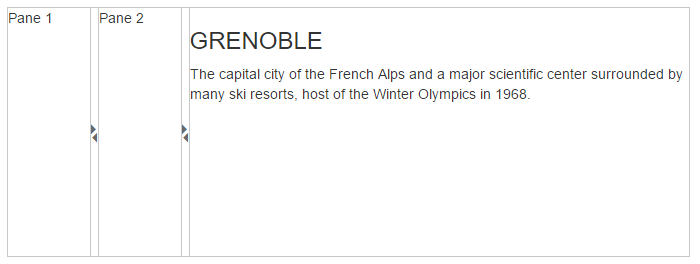 Pane 1
Pane 2
GRENOBLE
The capital city of the French Alps and a major scientific center surrounded by
many ski resorts, host of the Winter Olympics in 1968.